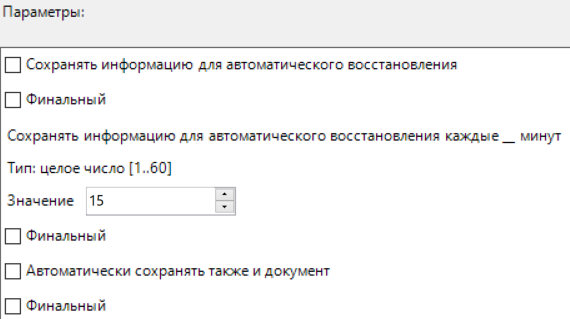 Параметры:
Сохранять информацию для автоматического восстановления
Финальный
Сохранять информацию для автоматического восстановления каждые __ минут
Тип: целое число [1..60]
Значение 15
Финальный
Автоматически сохранять также и документ
Финальный